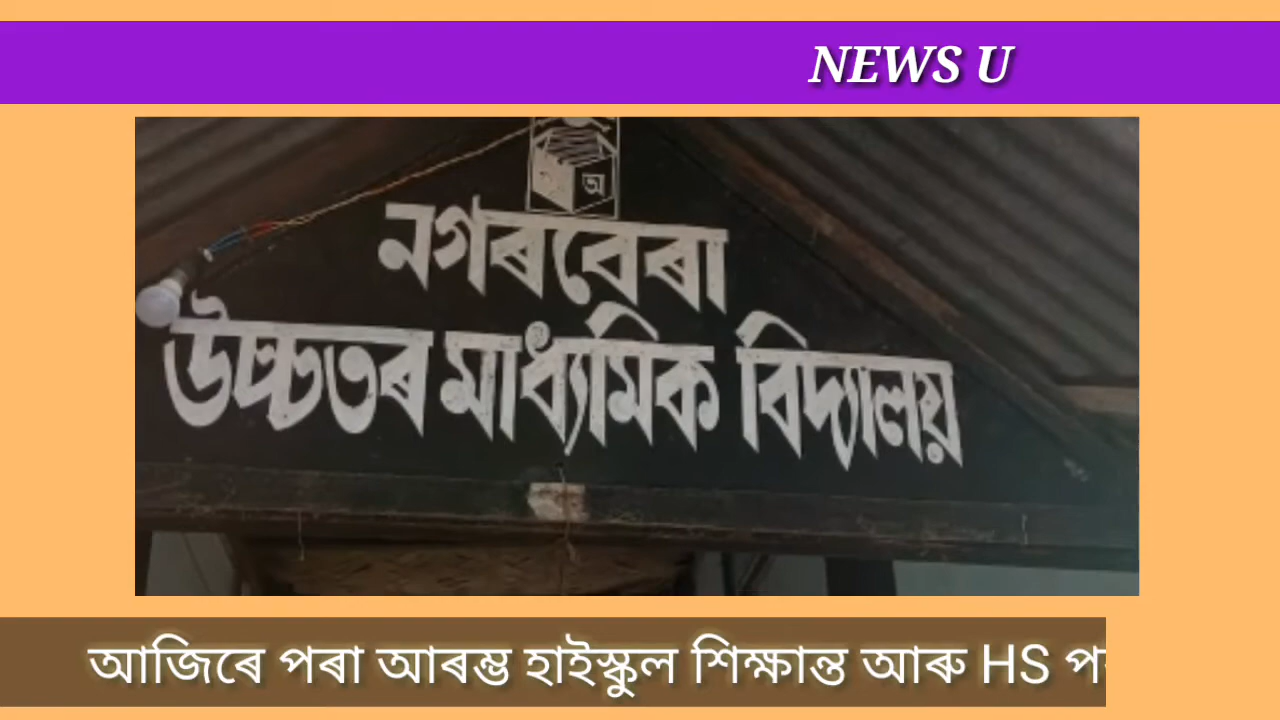 NEWS U
অ
নগৰবেৰা
উচ্চতৰ মাধ্যমিক বিদ্যালয়
আজিৰে পৰা আৰম্ভ হাইস্কুল শিক্ষান্ত আৰু HS